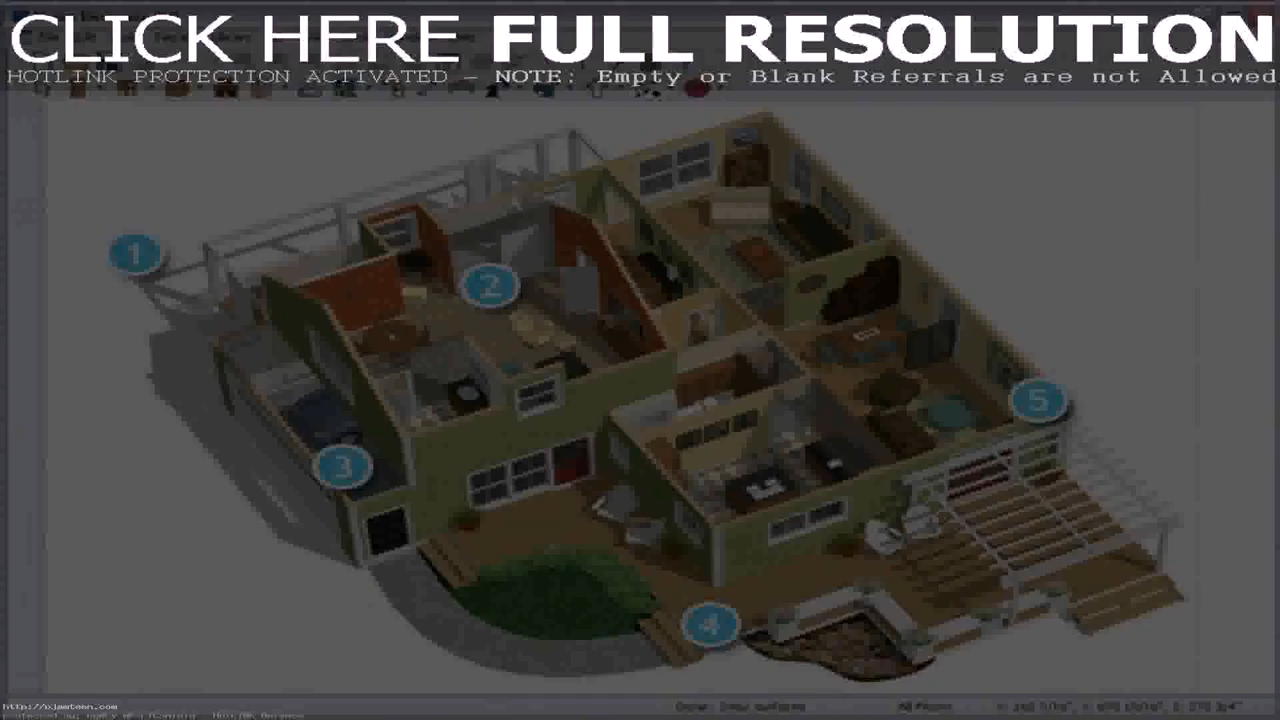 CLICK HERE FULL RESOLUTION
HOTLINK PROTECTION ACTIVATED – NOTE: Empty or Blank Referrals are not Allowed
1
2
3
4
5